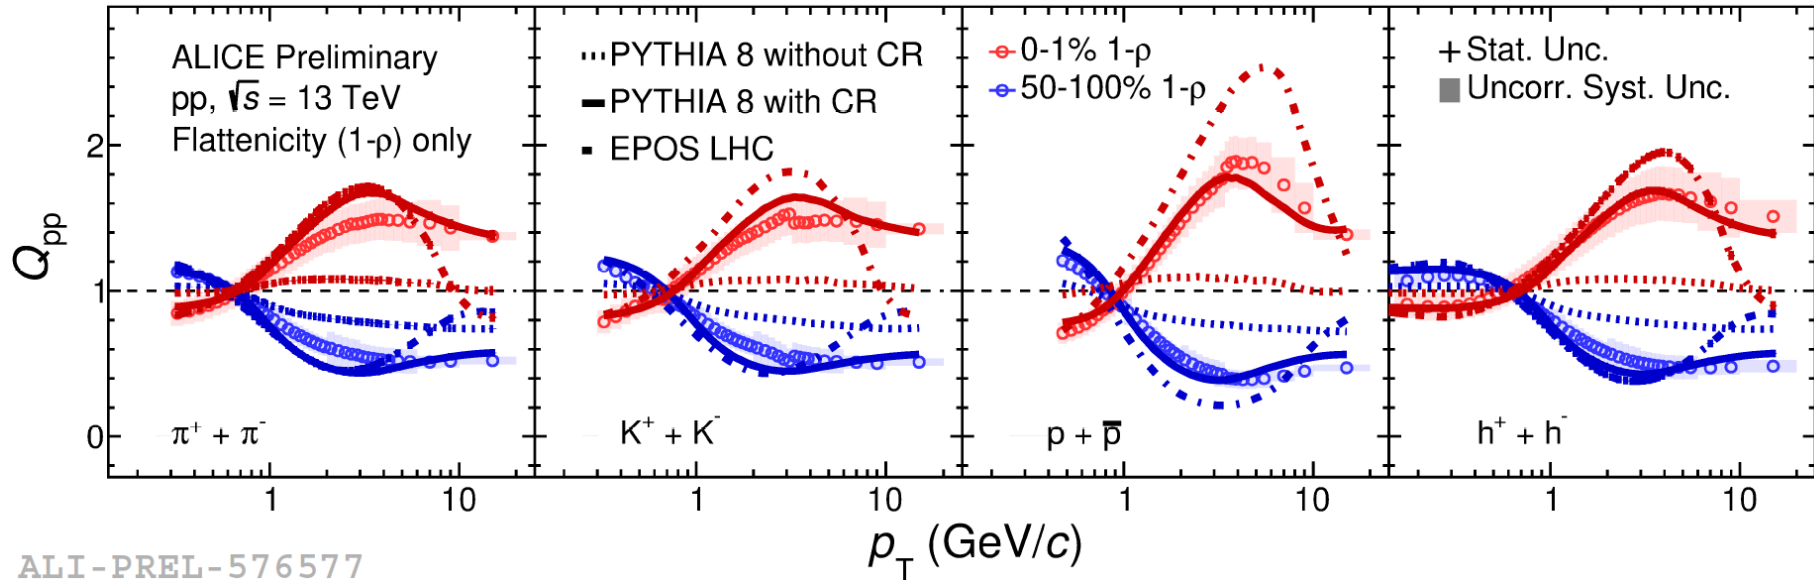 ALICE Preliminary
pp, √s = 13 TeV
Flattenicity (1-ρ) only
PYTHIA 8 without CR
PYTHIA 8 with CR
EPOS LHC
0-1% 1-ρ
50-100% 1-ρ
Stat. Unc.
Uncorr. Syst. Unc.
Q_pp
2
1
0
π⁺ + π⁻
K⁺ + K⁻
p + p̅
h⁺ + h⁻
1 10 1 10 1 10 1 10
p_T (GeV/c)
ALI-PREL-576577